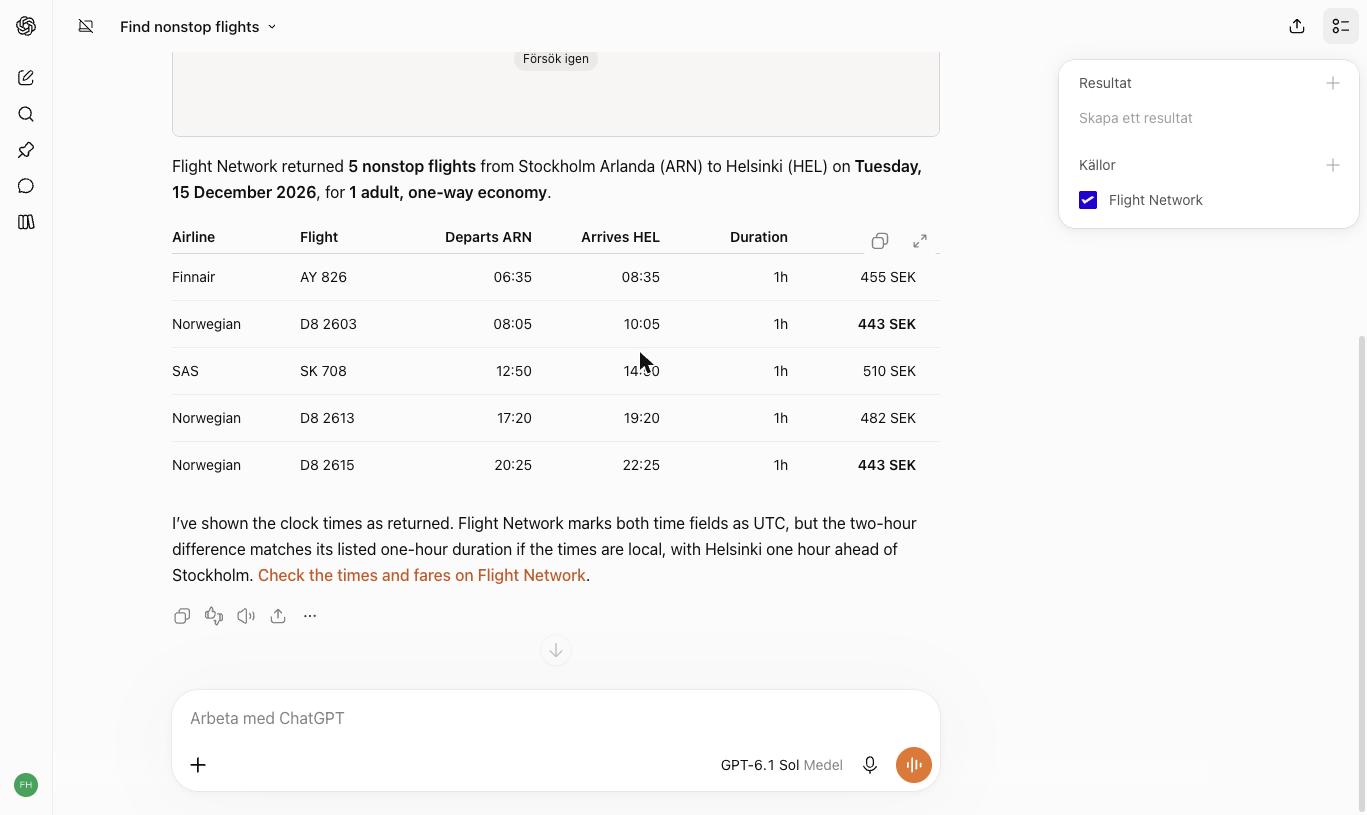 Find nonstop flights
Försök igen
Resultat
Skapa ett resultat
Källor
Flight Network
Flight Network returned 5 nonstop flights from Stockholm Arlanda (ARN) to Helsinki (HEL) on Tuesday,
15 December 2026, for 1 adult, one-way economy.
Airline Flight Departs ARN Arrives HEL Duration
Finnair AY 826 06:35 08:35 1h 455 SEK
Norwegian D8 2603 08:05 10:05 1h 443 SEK
SAS SK 708 12:50 1h 510 SEK
Norwegian D8 2613 17:20 19:20 1h 482 SEK
Norwegian D8 2615 20:25 22:25 1h 443 SEK
I've shown the clock times as returned. Flight Network marks both time fields as UTC, but the two-hour
difference matches its listed one-hour duration if the times are local, with Helsinki one hour ahead of
Stockholm. Check the times and fares on Flight Network.
Arbeta med ChatGPT
GPT-6.1 Sol Medel
FH